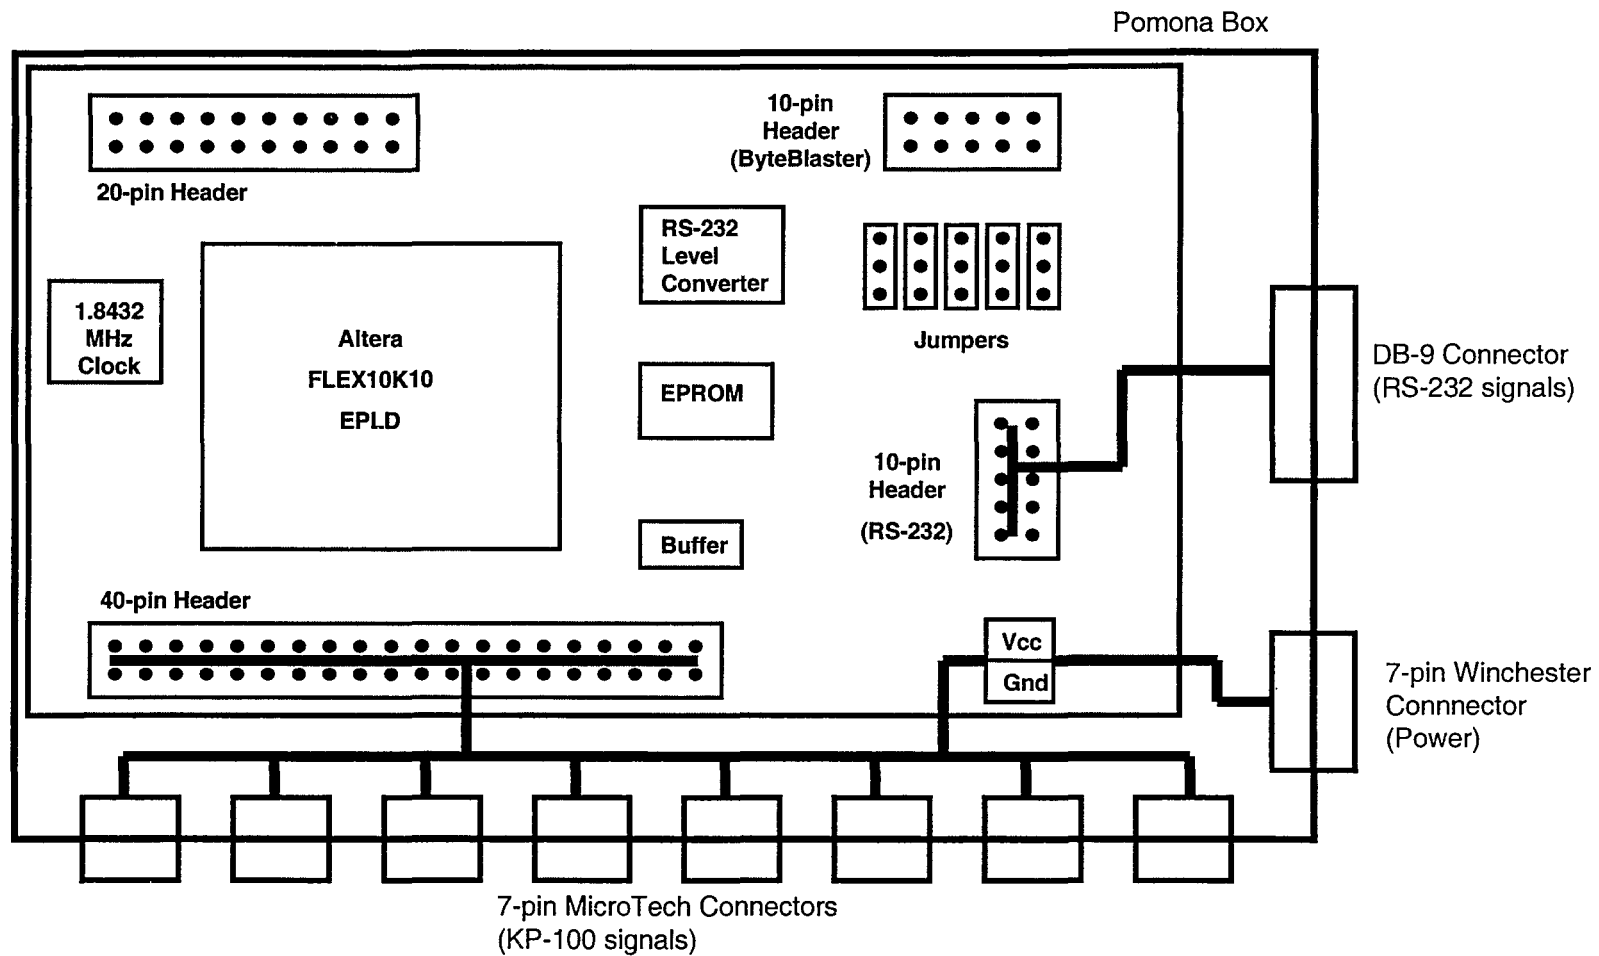 Pomona Box
10-pin
Header
(ByteBlaster)
20-pin Header
RS-232
Level
Converter
1.8432
MHz
Clock
Altera
FLEX10K10
EPLD
Jumpers
DB-9 Connector
(RS-232 signals)
EPROM
10-pin
Header
(RS-232)
Buffer
40-pin Header
Vcc
Gnd
7-pin Winchester
Connnector
(Power)
7-pin MicroTech Connectors
(KP-100 signals)